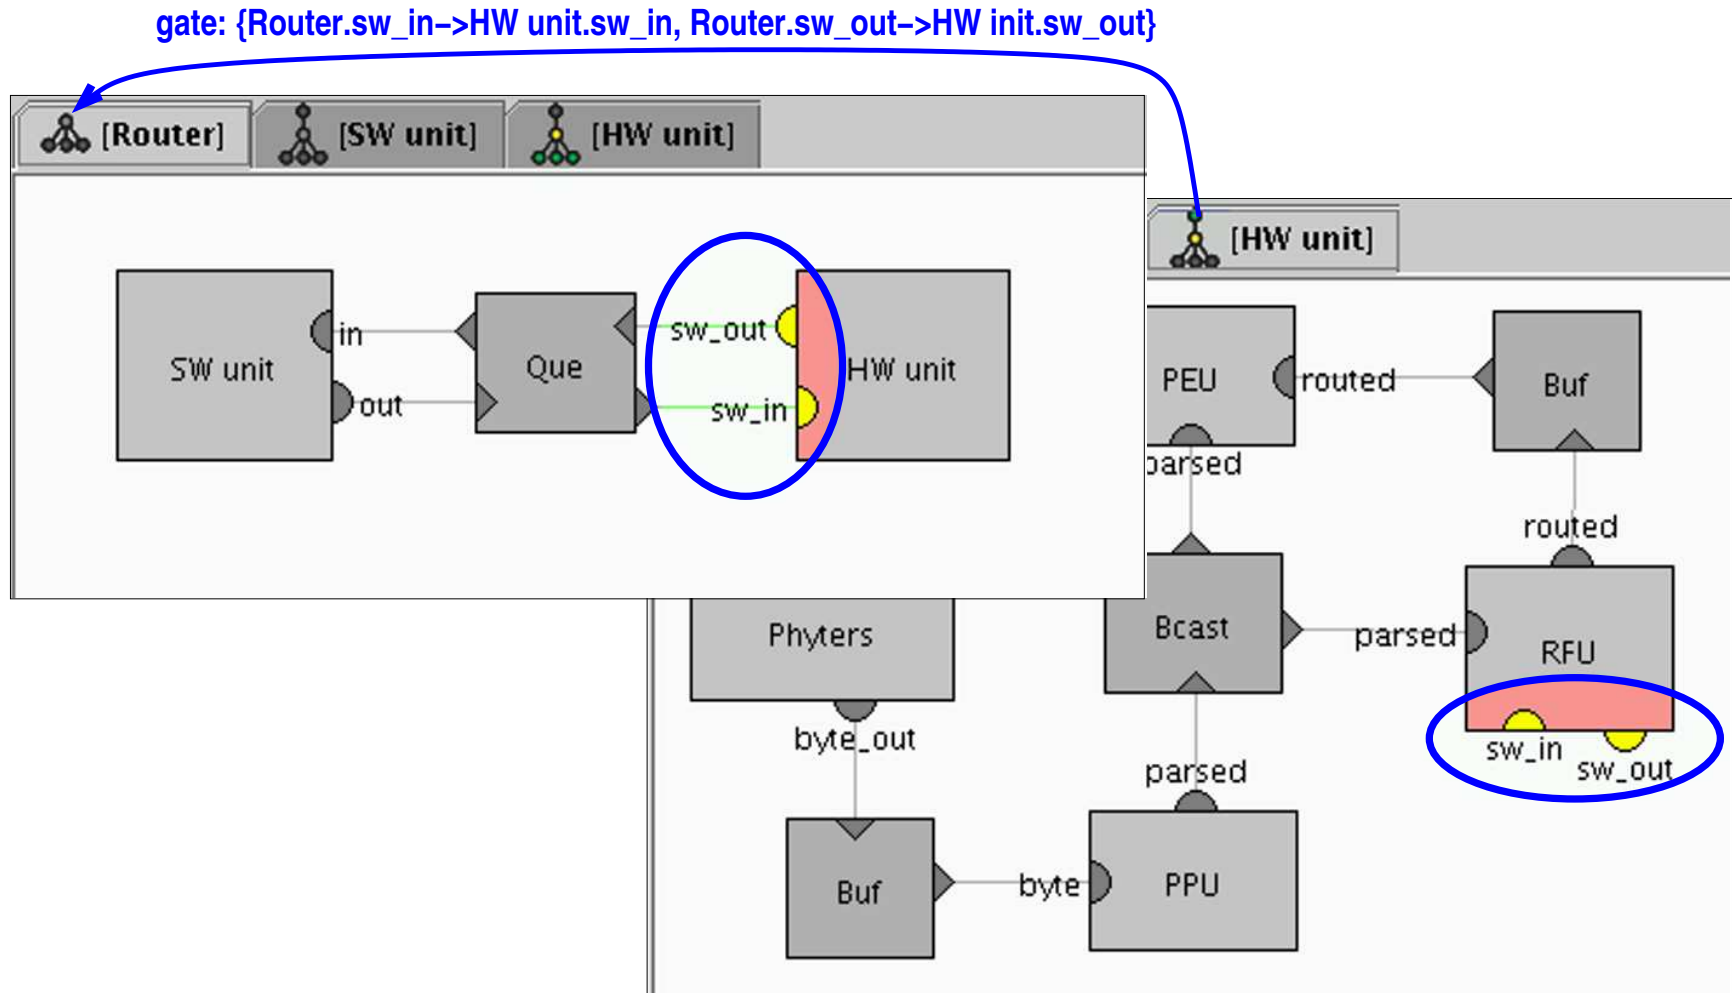 gate: {Router.sw_in->HW unit.sw_in, Router.sw_out->HW init.sw_out}
[Router]
[SW unit]
[HW unit]
SW unit
in
out
Que
sw_out
sw_in
HW unit
[HW unit]
PEU
routed
Buf
parsed
routed
Phyters
Bcast
parsed
RFU
byte_out
sw_in
sw_out
parsed
Buf
byte
PPU